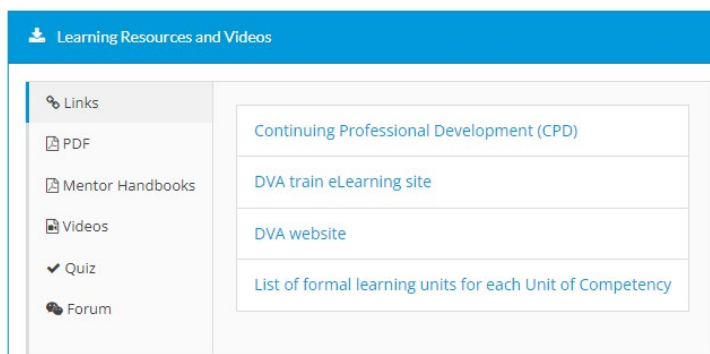 Learning Resources and Videos
Links
PDF
Mentor Handbooks
Videos
Quiz
Forum
Continuing Professional Development (CPD)
DVA train eLearning site
DVA website
List of formal learning units for each Unit of Competency